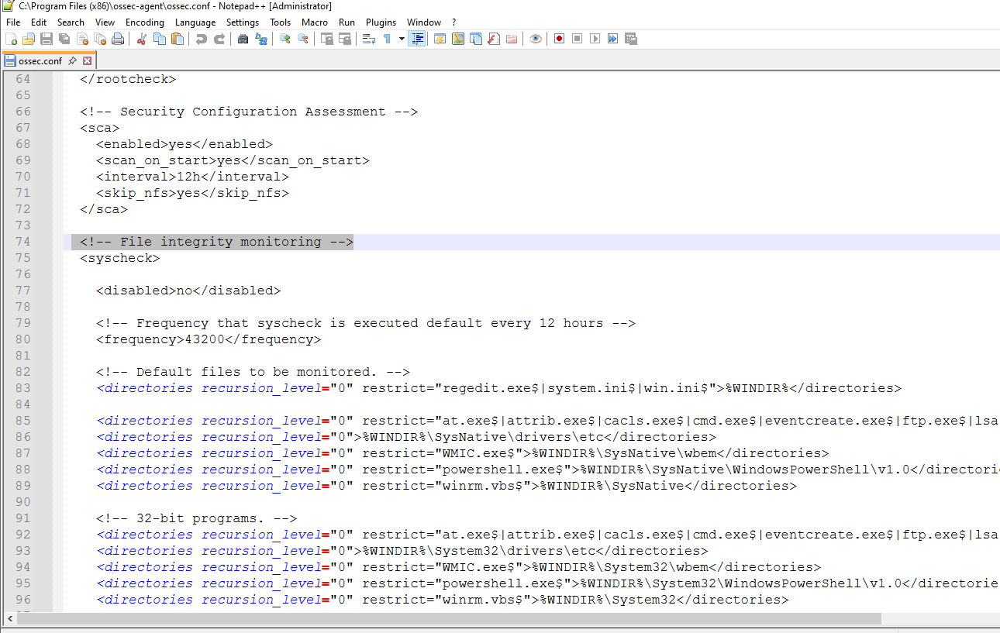 C:\Program Files (x86)\ossec-agent\ossec.conf - Notepad++ [Administrator]
File Edit Search View Encoding Language Settings Tools Macro Run Plugins Window ?
ossec.conf
64 </rootcheck>
65
66 <!-- Security Configuration Assessment -->
67 <sca>
68 <enabled>yes</enabled>
69 <scan_on_start>yes</scan_on_start>
70 <interval>12h</interval>
71 <skip_nfs>yes</skip_nfs>
72 </sca>
73
74 <!-- File integrity monitoring -->
75 <syscheck>
76
77 <disabled>no</disabled>
78
79 <!-- Frequency that syscheck is executed default every 12 hours -->
80 <frequency>43200</frequency>
81
82 <!-- Default files to be monitored. -->
83 <directories recursion_level="0" restrict="regedit.exe$|system.ini$|win.ini$">%WINDIR%</directories>
84
85 <directories recursion_level="0" restrict="at.exe$|attrib.exe$|cacls.exe$|cmd.exe$|eventcreate.exe$|ftp.exe$|lsa
86 <directories recursion_level="0">%WINDIR%\SysNative\drivers\etc</directories>
87 <directories recursion_level="0" restrict="WMIC.exe$">%WINDIR%\SysNative\wbem</directories>
88 <directories recursion_level="0" restrict="powershell.exe$">%WINDIR%\SysNative\WindowsPowerShell\v1.0</directori
89 <directories recursion_level="0" restrict="winrm.vbs$">%WINDIR%\SysNative</directories>
90
91 <!-- 32-bit programs. -->
92 <directories recursion_level="0" restrict="at.exe$|attrib.exe$|cacls.exe$|cmd.exe$|eventcreate.exe$|ftp.exe$|lsa
93 <directories recursion_level="0">%WINDIR%\System32\drivers\etc</directories>
94 <directories recursion_level="0" restrict="WMIC.exe$">%WINDIR%\System32\wbem</directories>
95 <directories recursion_level="0" restrict="powershell.exe$">%WINDIR%\System32\WindowsPowerShell\v1.0</directorie
96 <directories recursion_level="0" restrict="winrm.vbs$">%WINDIR%\System32</directories>